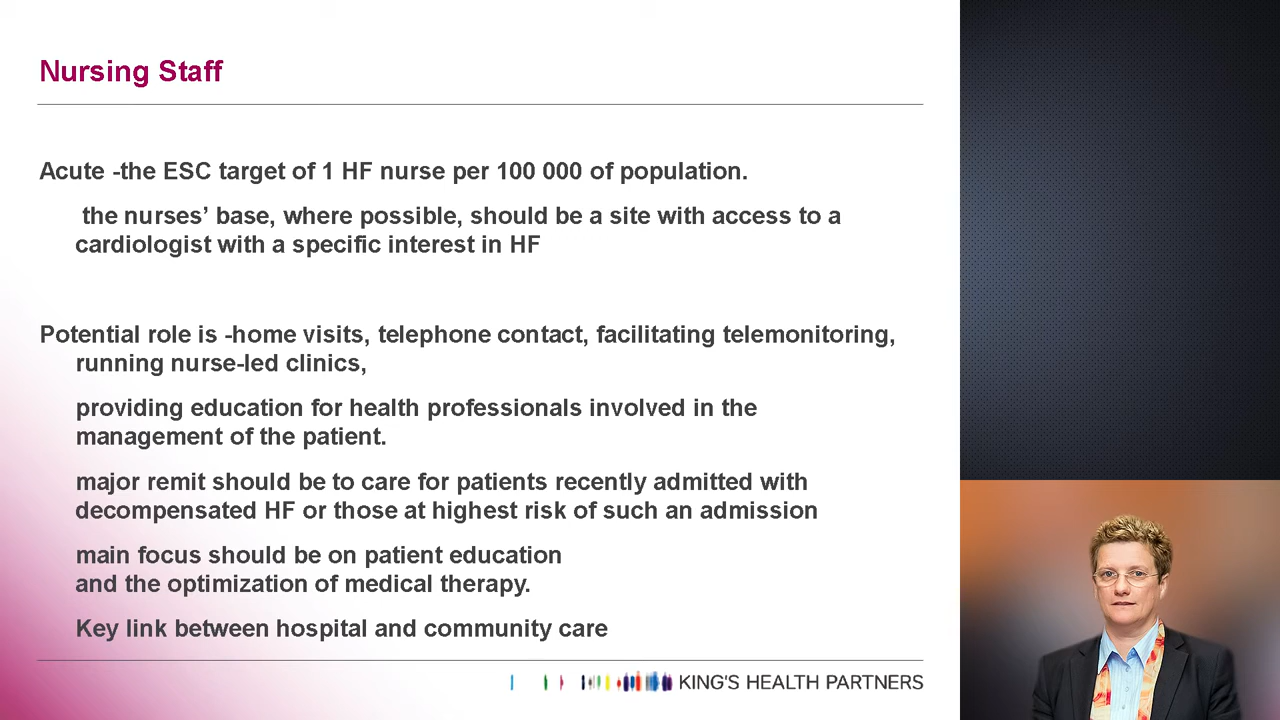 Nursing Staff
Acute -the ESC target of 1 HF nurse per 100 000 of population.
the nurses’ base, where possible, should be a site with access to a
cardiologist with a specific interest in HF
Potential role is -home visits, telephone contact, facilitating telemonitoring,
running nurse-led clinics,
providing education for health professionals involved in the
management of the patient.
major remit should be to care for patients recently admitted with
decompensated HF or those at highest risk of such an admission
main focus should be on patient education
and the optimization of medical therapy.
Key link between hospital and community care
KING'S HEALTH PARTNERS